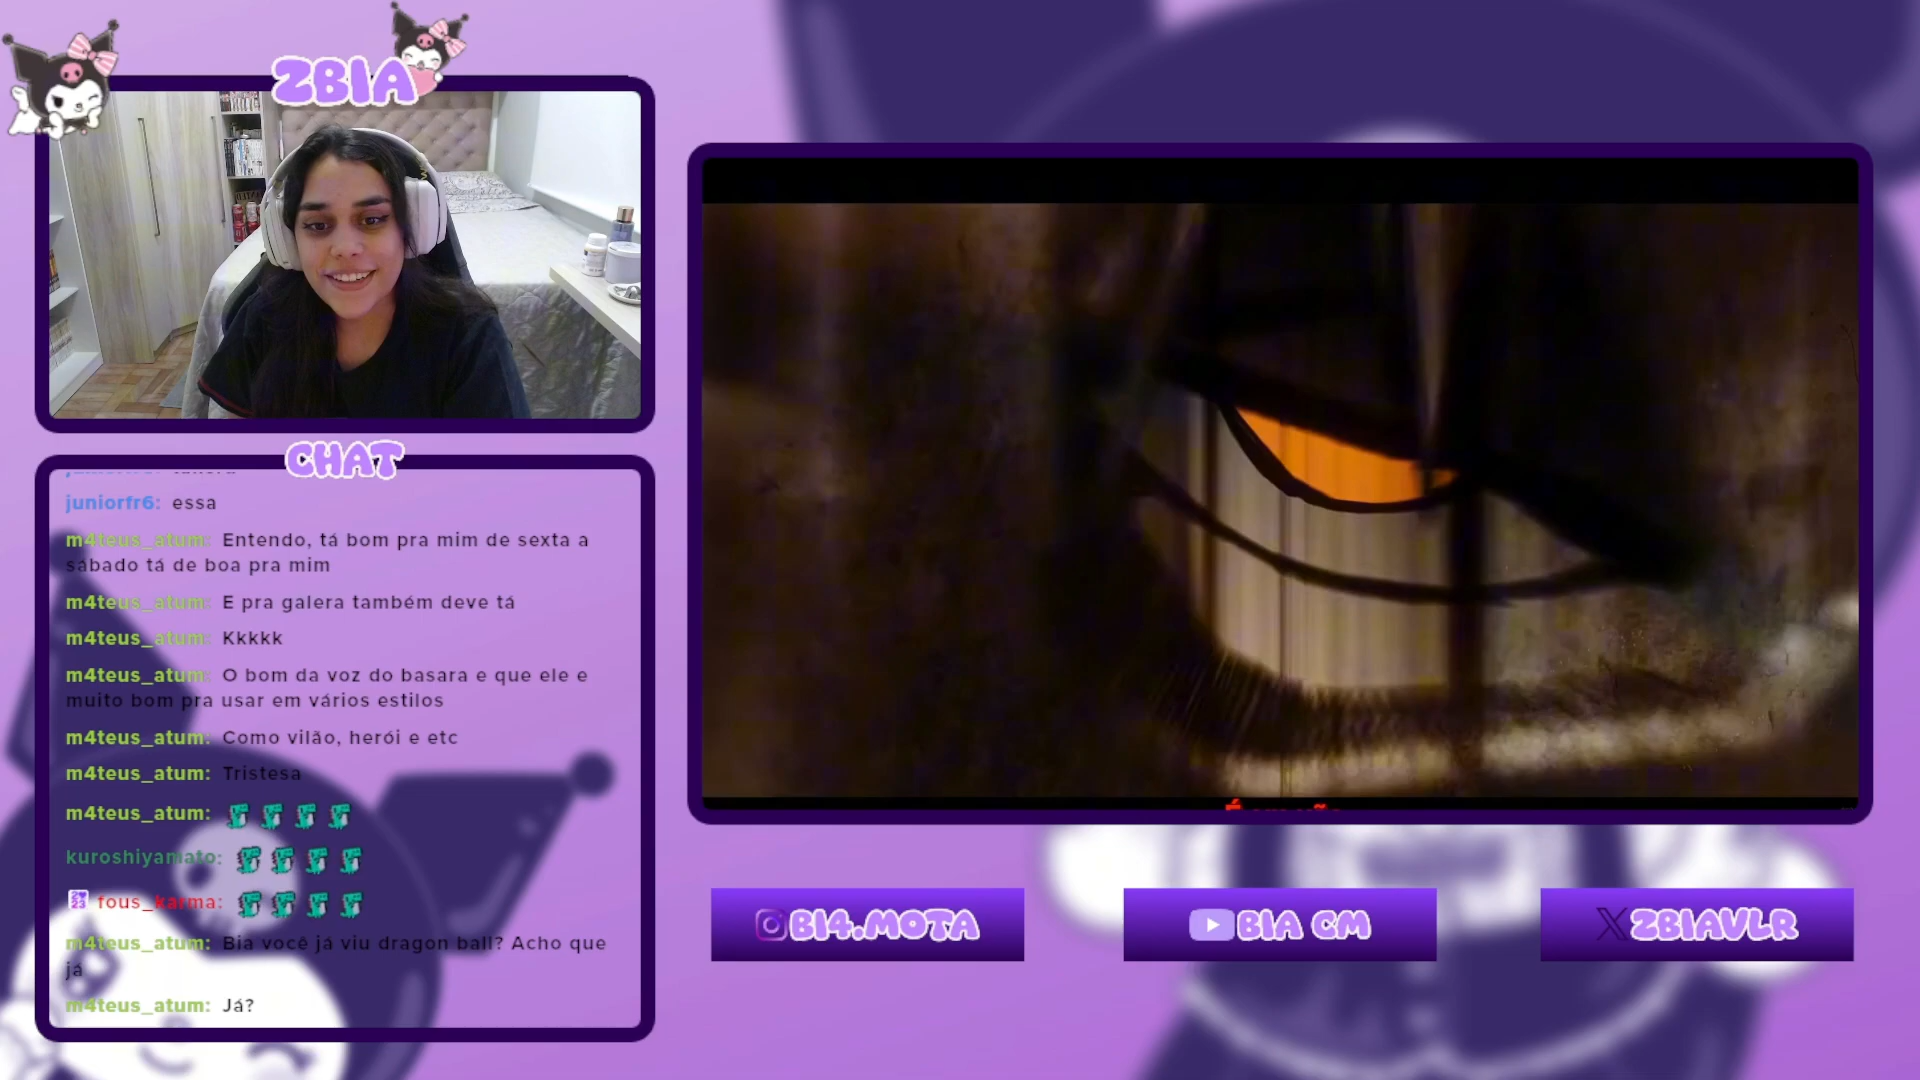 ZBIA
CHAT
juniorfr6: essa
m4teus_atum: Entendo, tá bom pra mim de sexta a
sábado tá de boa pra mim
m4teus_atum: E pra galera também deve tá
m4teus_atum: Kkkkk
m4teus_atum: O bom da voz do basara e que ele e
muito bom pra usar em vários estilos
m4teus_atum: Como vilão, herói e etc
m4teus_atum: Tristesa
m4teus_atum:
kuroshiyamato:
fous_karma:
m4teus_atum: Bia você já viu dragon ball? Acho que
já
m4teus_atum: Já?
BI4.MOTA
BIA CM
ZBIAVLR